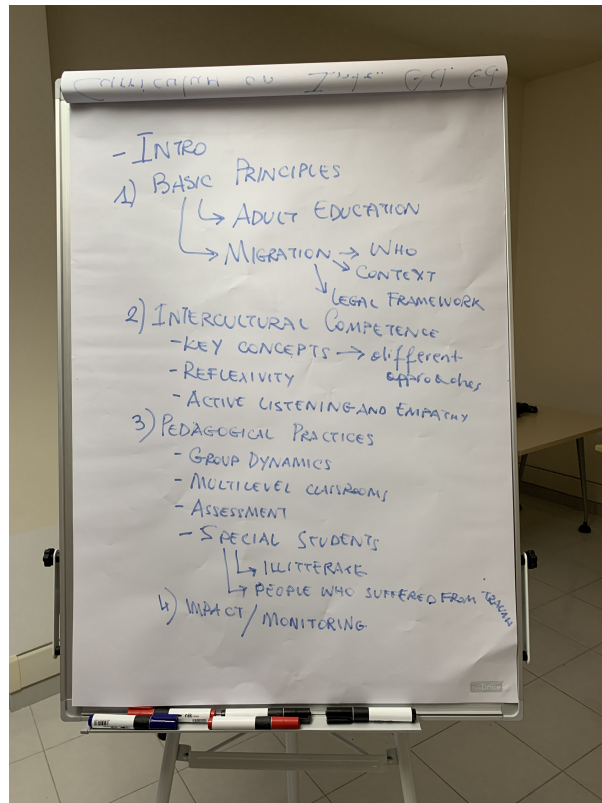 - INTRO
1) BASIC PRINCIPLES
↳ ADULT EDUCATION
↳ MIGRATION → WHO
↘ CONTEXT
↘ LEGAL FRAMEWORK
2) INTERCULTURAL COMPETENCE
- KEY CONCEPTS → different
approaches
- REFLEXIVITY
- ACTIVE LISTENING AND EMPATHY
3) PEDAGOGICAL PRACTICES
- GROUP DYNAMICS
- MULTILEVEL CLASSROOMS
- ASSESSMENT
- SPECIAL STUDENTS
↳ ILLITTERATE
↳ PEOPLE WHO SUFFERED FROM TRAUMA
4) IMPACT / MONITORING